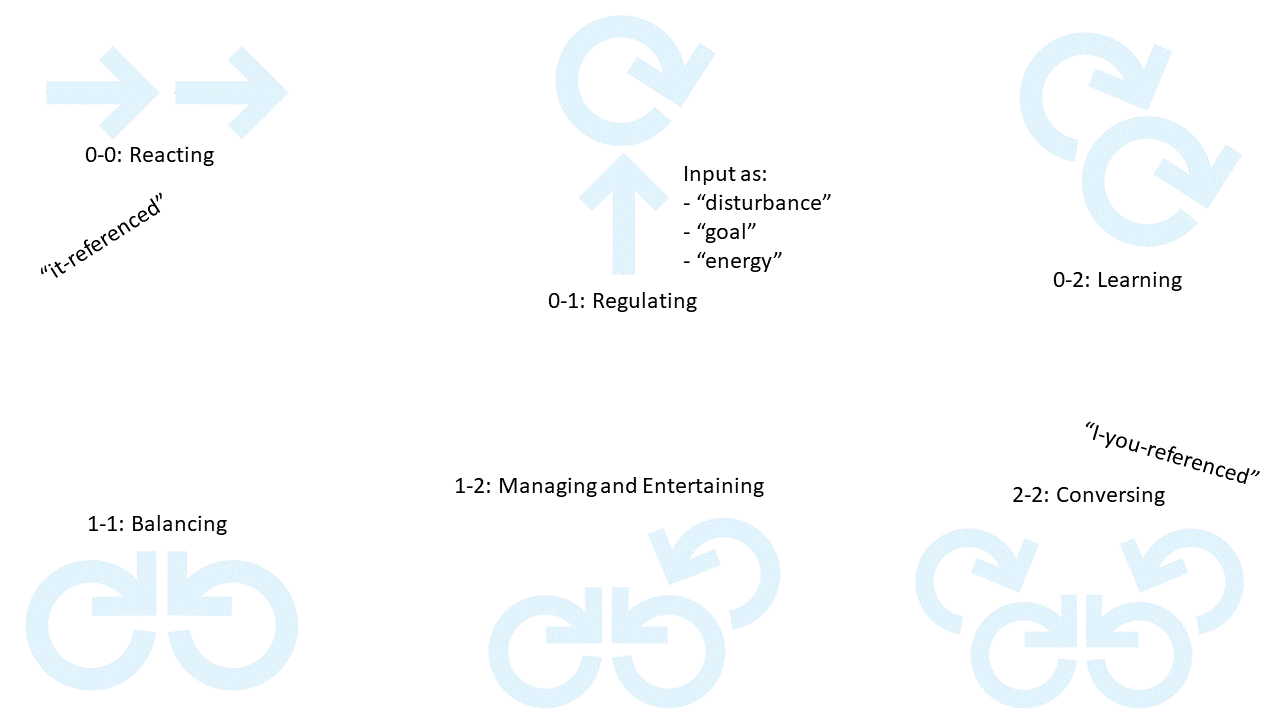 0-0: Reacting
“it-referenced”
Input as:
- “disturbance”
- “goal”
- “energy”
0-1: Regulating
0-2: Learning
“I-you-referenced”
1-1: Balancing
1-2: Managing and Entertaining
2-2: Conversing